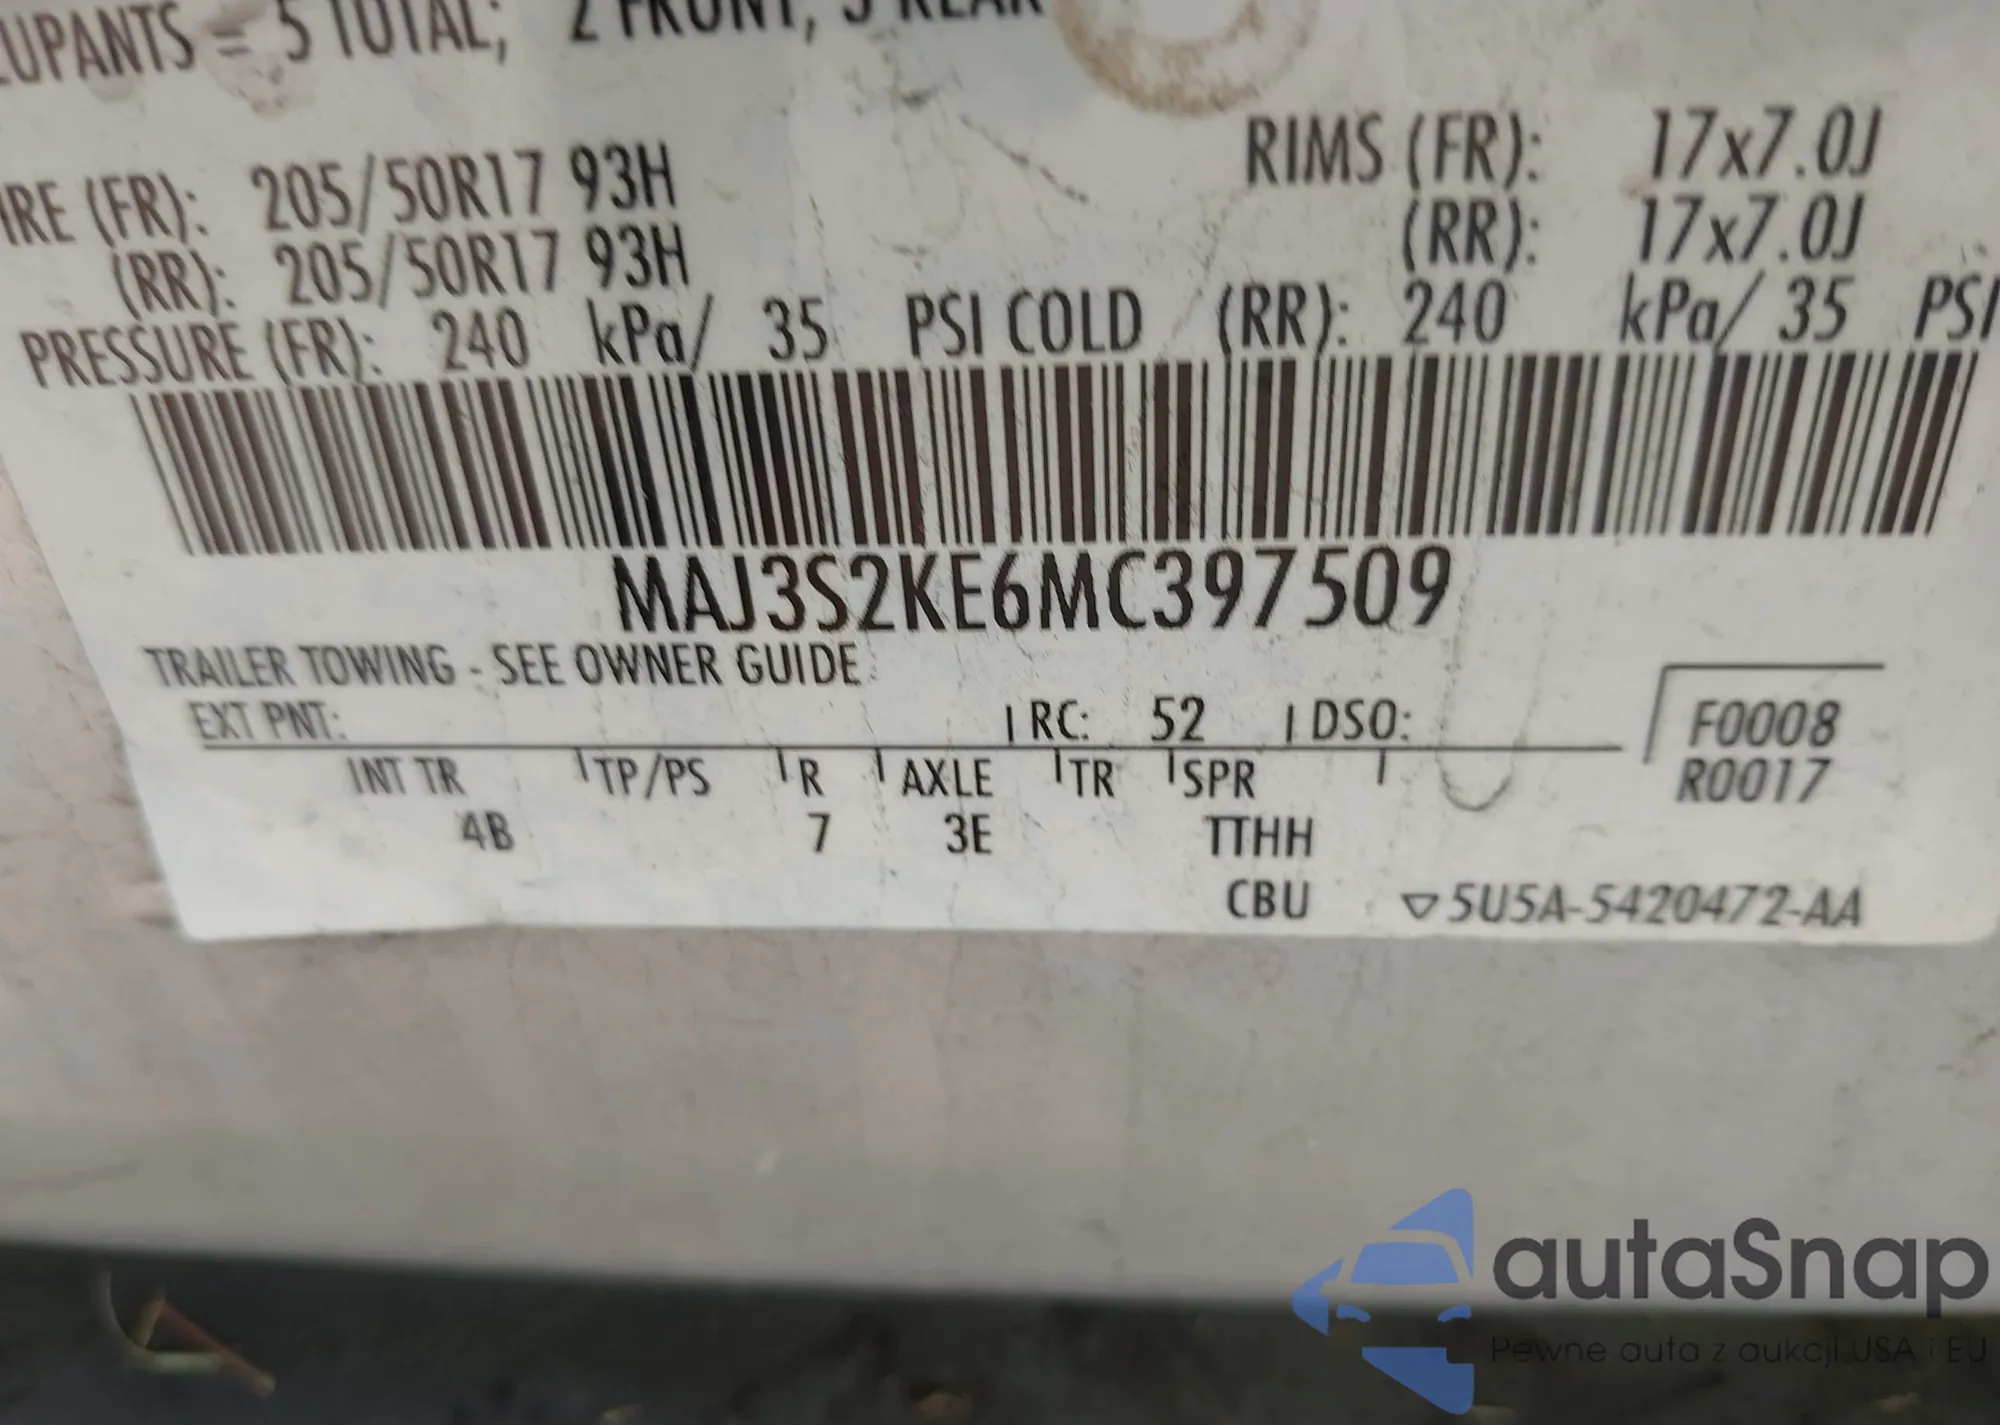 UPANTS = 5 TOTAL; 2 FRONT, 3 REAR
RIMS (FR): 17x7.0J
IRE (FR): 205/50R17 93H
(RR): 17x7.0J
(RR): 205/50R17 93H
PRESSURE (FR): 240 kPa/ 35 PSI COLD (RR): 240 kPa/ 35 PSI
MAJ3S2KE6MC397509
TRAILER TOWING - SEE OWNER GUIDE
EXT PNT: RC: 52 DSO:
F0008
R0017
INT TR TP/PS R AXLE TR SPR
4B 7 3E TTHH
CBU ▽5U5A-5420472-AA
autaSnap
Pewne auta z aukcji USA i EU